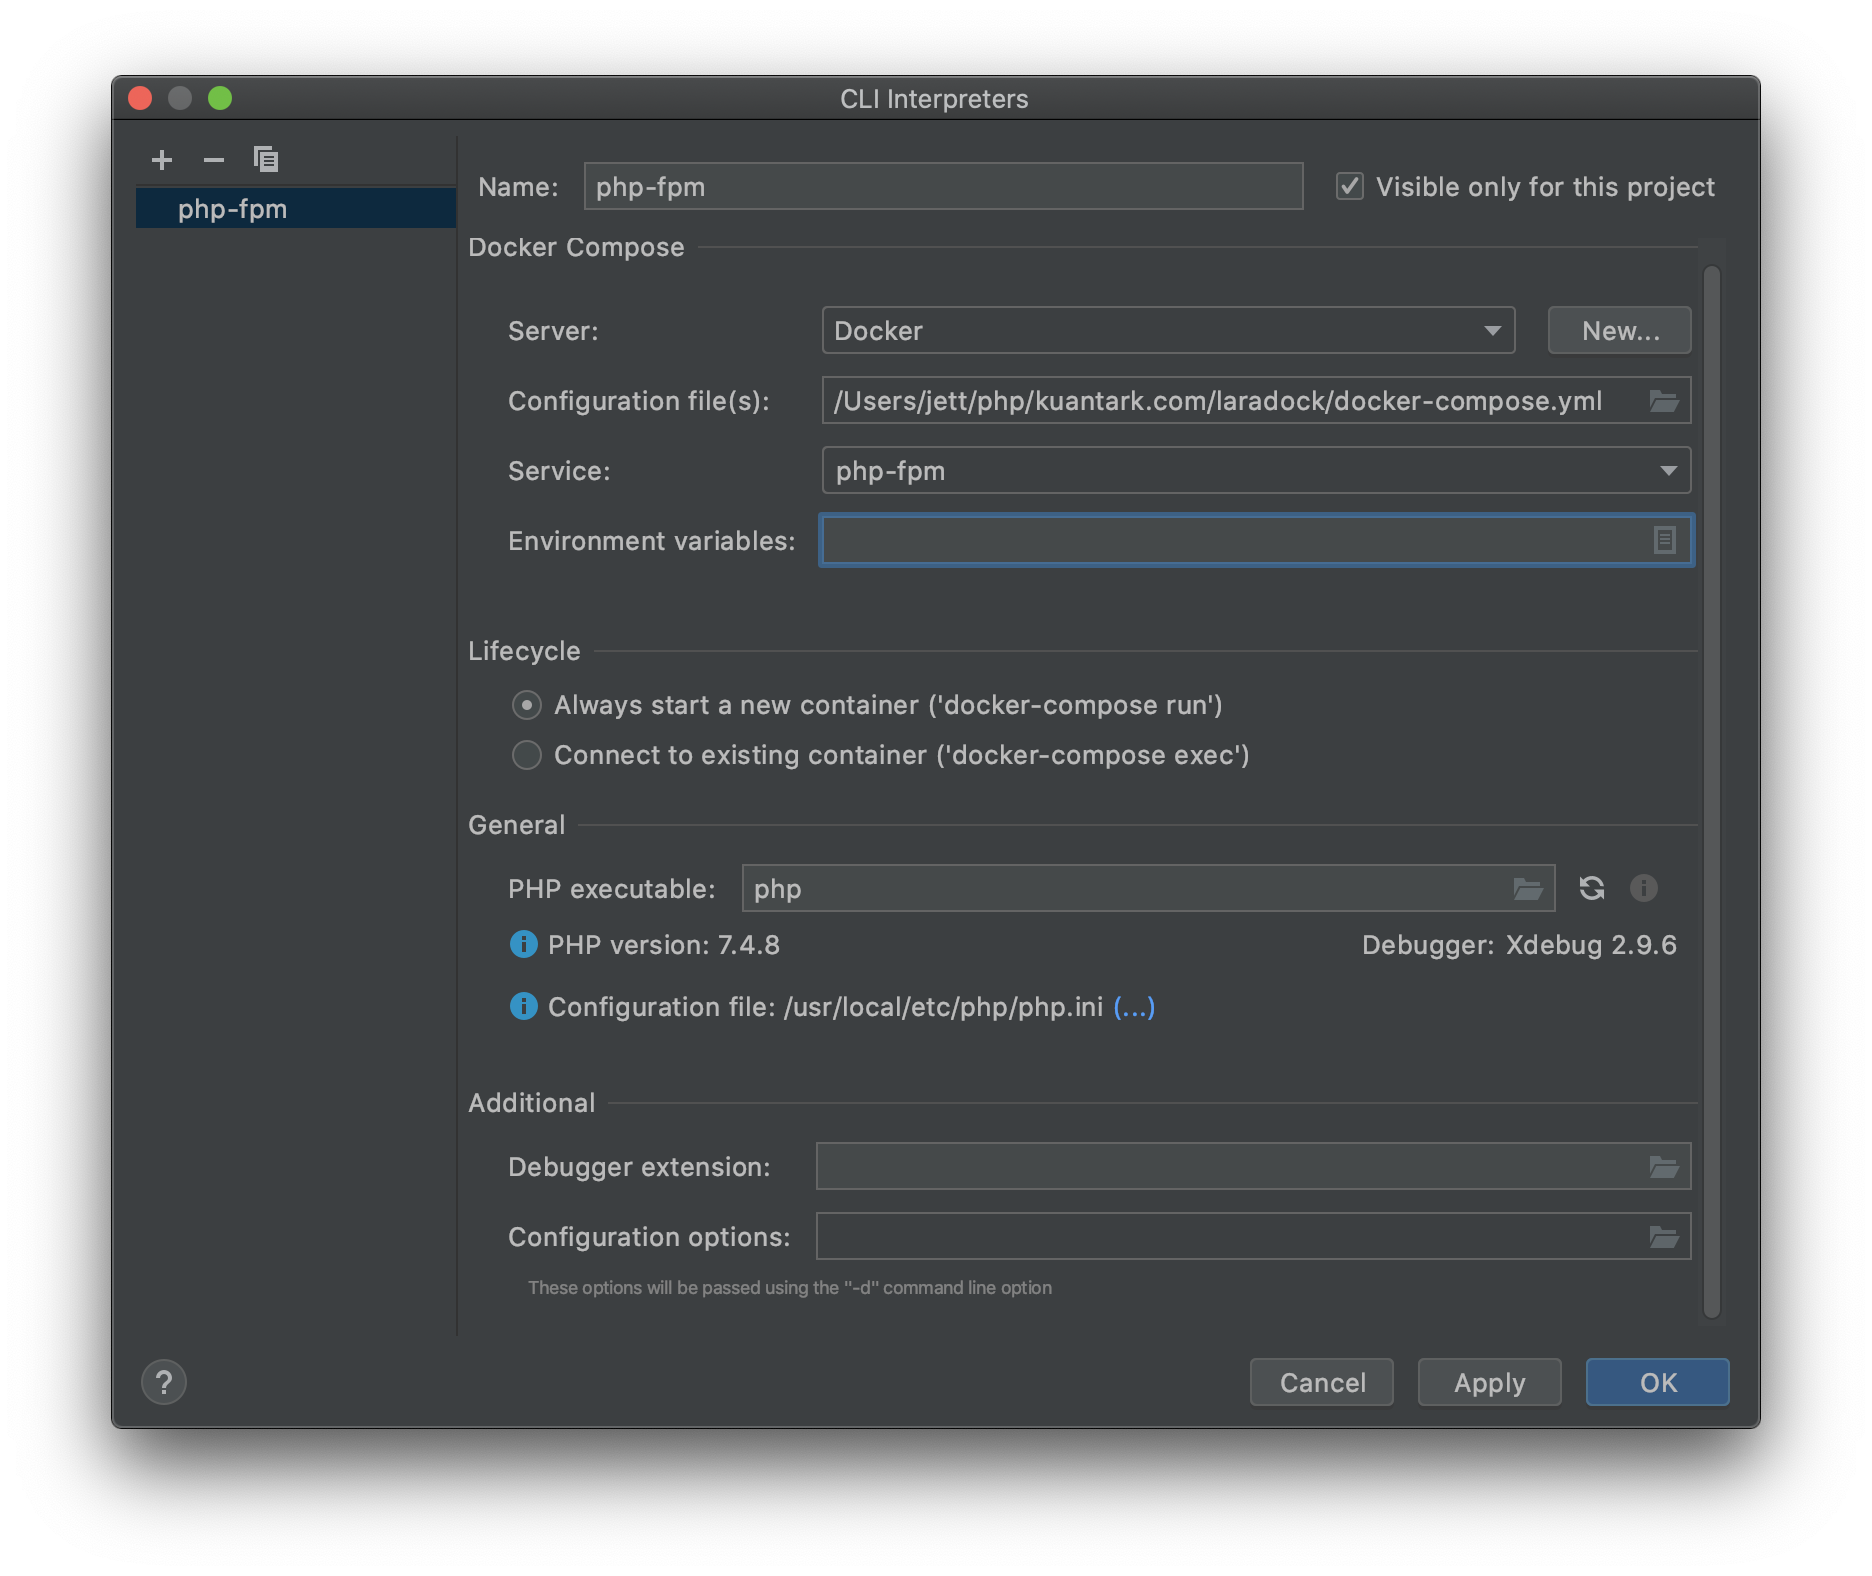 CLI Interpreters
php-fpm
Name: php-fpm Visible only for this project
Docker Compose
Server: Docker New...
Configuration file(s): /Users/jett/php/kuantark.com/laradock/docker-compose.yml
Service: php-fpm
Environment variables:
Lifecycle
Always start a new container ('docker-compose run')
Connect to existing container ('docker-compose exec')
General
PHP executable: php
PHP version: 7.4.8 Debugger: Xdebug 2.9.6
Configuration file: /usr/local/etc/php/php.ini (...)
Additional
Debugger extension:
Configuration options:
These options will be passed using the "-d" command line option
? Cancel Apply OK